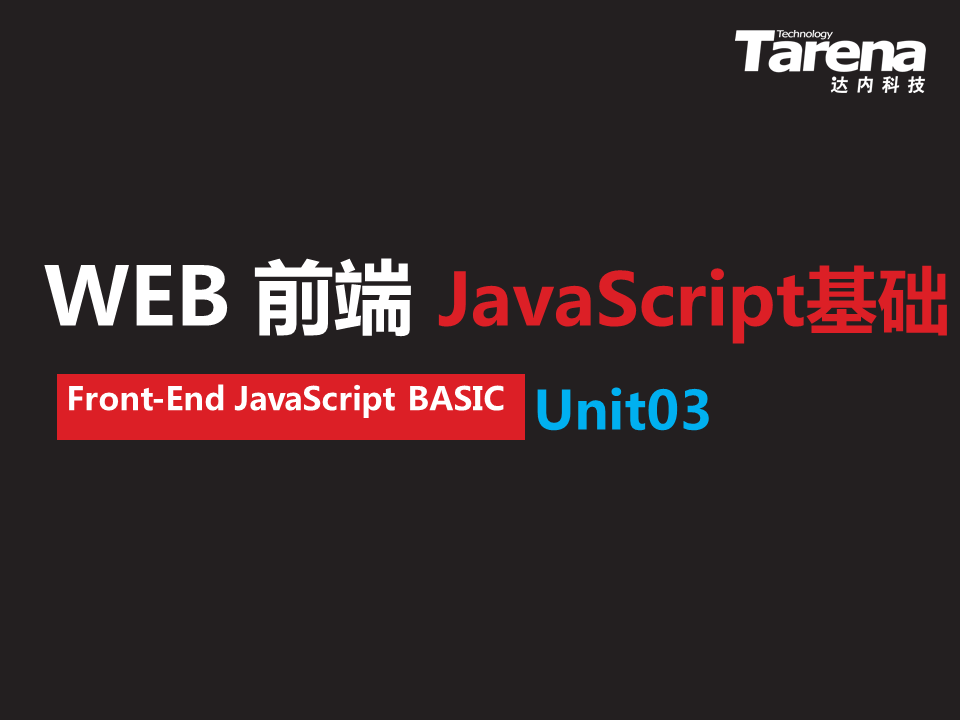 Technology
Tarena
达内科技
WEB 前端 JavaScript基础
Front-End JavaScript BASIC Unit03